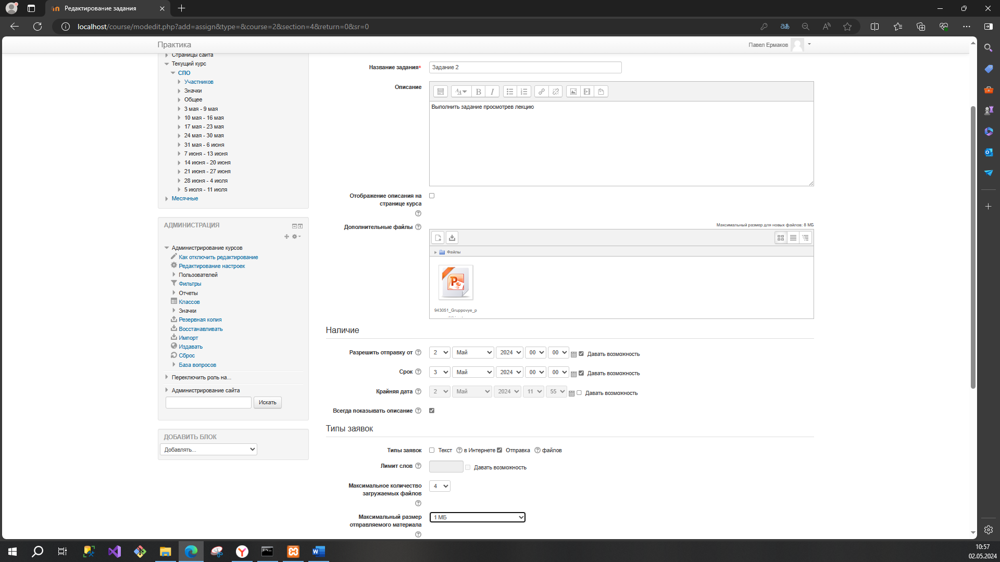 Редактирование задания
localhost/course/modedit.php?add=assign&type=&course=2&section=4&return=0&sr=0
Практика
Павел Ермаков
Страницы сайта
Текущий курс
СПО
Участников
Значки
Общее
3 мая - 9 мая
10 мая - 16 мая
17 мая - 23 мая
24 мая - 30 мая
31 мая - 6 июня
7 июня - 13 июня
14 июня - 20 июня
21 июня - 27 июня
28 июня - 4 июля
5 июля - 11 июля
Месячные
АДМИНИСТРАЦИЯ
Администрирование курсов
Как отключить редактирование
Редактирование настроек
Пользователей
Фильтры
Отчеты
Классов
Значки
Резервная копия
Восстанавливать
Импорт
Издавать
Сброс
База вопросов
Переключить роль на...
Администрирование сайта
Искать
ДОБАВИТЬ БЛОК
Добавлять...
Название задания*
Задание 2
Описание
Выполнить задание просмотрев лекцию
Отображение описания на
странице курса
Дополнительные файлы
Максимальный размер для новых файлов: 8 МБ
Файлы
943051_Gruppovye_p
Наличие
Разрешить отправку от 2 Май 2024 00 00 Давать возможность
Срок 3 Май 2024 00 00 Давать возможность
Крайняя дата 2 Май 2024 11 55 Давать возможность
Всегда показывать описание
Типы заявок
Типы заявок Текст в Интернете Отправка файлов
Лимит слов Давать возможность
Максимальное количество
загружаемых файлов
4
Максимальный размер
отправляемого материала
1 МБ
10:57
02.05.2024